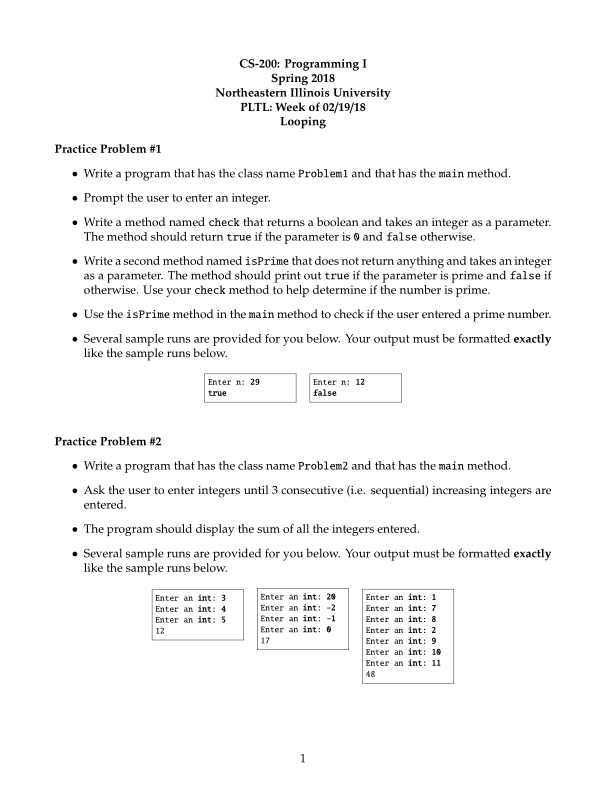 CS-200: Programming I
Spring 2018
Northeastern Illinois University
PLTL: Week of 02/19/18
Looping
Practice Problem #1
• Write a program that has the class name Problem1 and that has the main method.
• Prompt the user to enter an integer.
• Write a method named check that returns a boolean and takes an integer as a parameter.
The method should return true if the parameter is 0 and false otherwise.
• Write a second method named isPrime that does not return anything and takes an integer
as a parameter. The method should print out true if the parameter is prime and false if
otherwise. Use your check method to help determine if the number is prime.
• Use the isPrime method in the main method to check if the user entered a prime number.
• Several sample runs are provided for you below. Your output must be formatted exactly
like the sample runs below.
Enter n: 29
true
Enter n: 12
false
Practice Problem #2
• Write a program that has the class name Problem2 and that has the main method.
• Ask the user to enter integers until 3 consecutive (i.e. sequential) increasing integers are
entered.
• The program should display the sum of all the integers entered.
• Several sample runs are provided for you below. Your output must be formatted exactly
like the sample runs below.
Enter an int: 3
Enter an int: 4
Enter an int: 5
12
Enter an int: 20
Enter an int: -2
Enter an int: -1
Enter an int: 0
17
Enter an int: 1
Enter an int: 7
Enter an int: 8
Enter an int: 2
Enter an int: 9
Enter an int: 10
Enter an int: 11
48
1